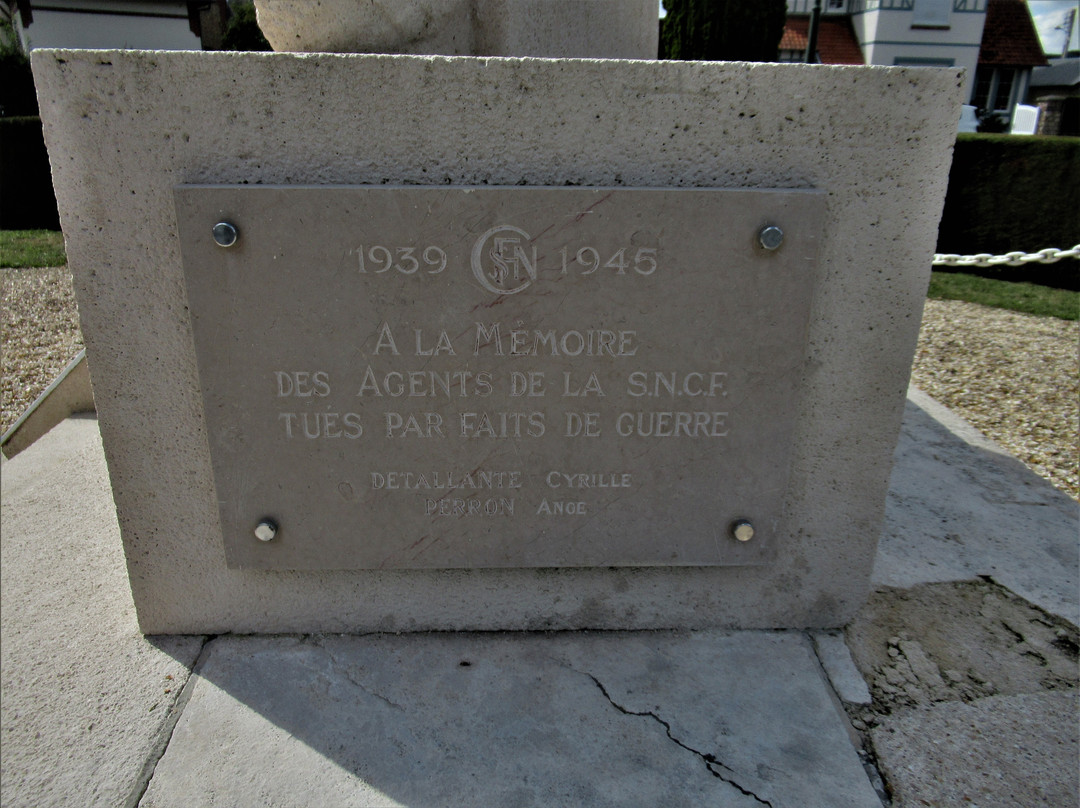 1939 SNCF 1945
A LA MÉMOIRE
DES AGENTS DE LA S.N.C.F.
TUÉS PAR FAITS DE GUERRE
DETALLANTE CYRILLE
PERRON ANGE